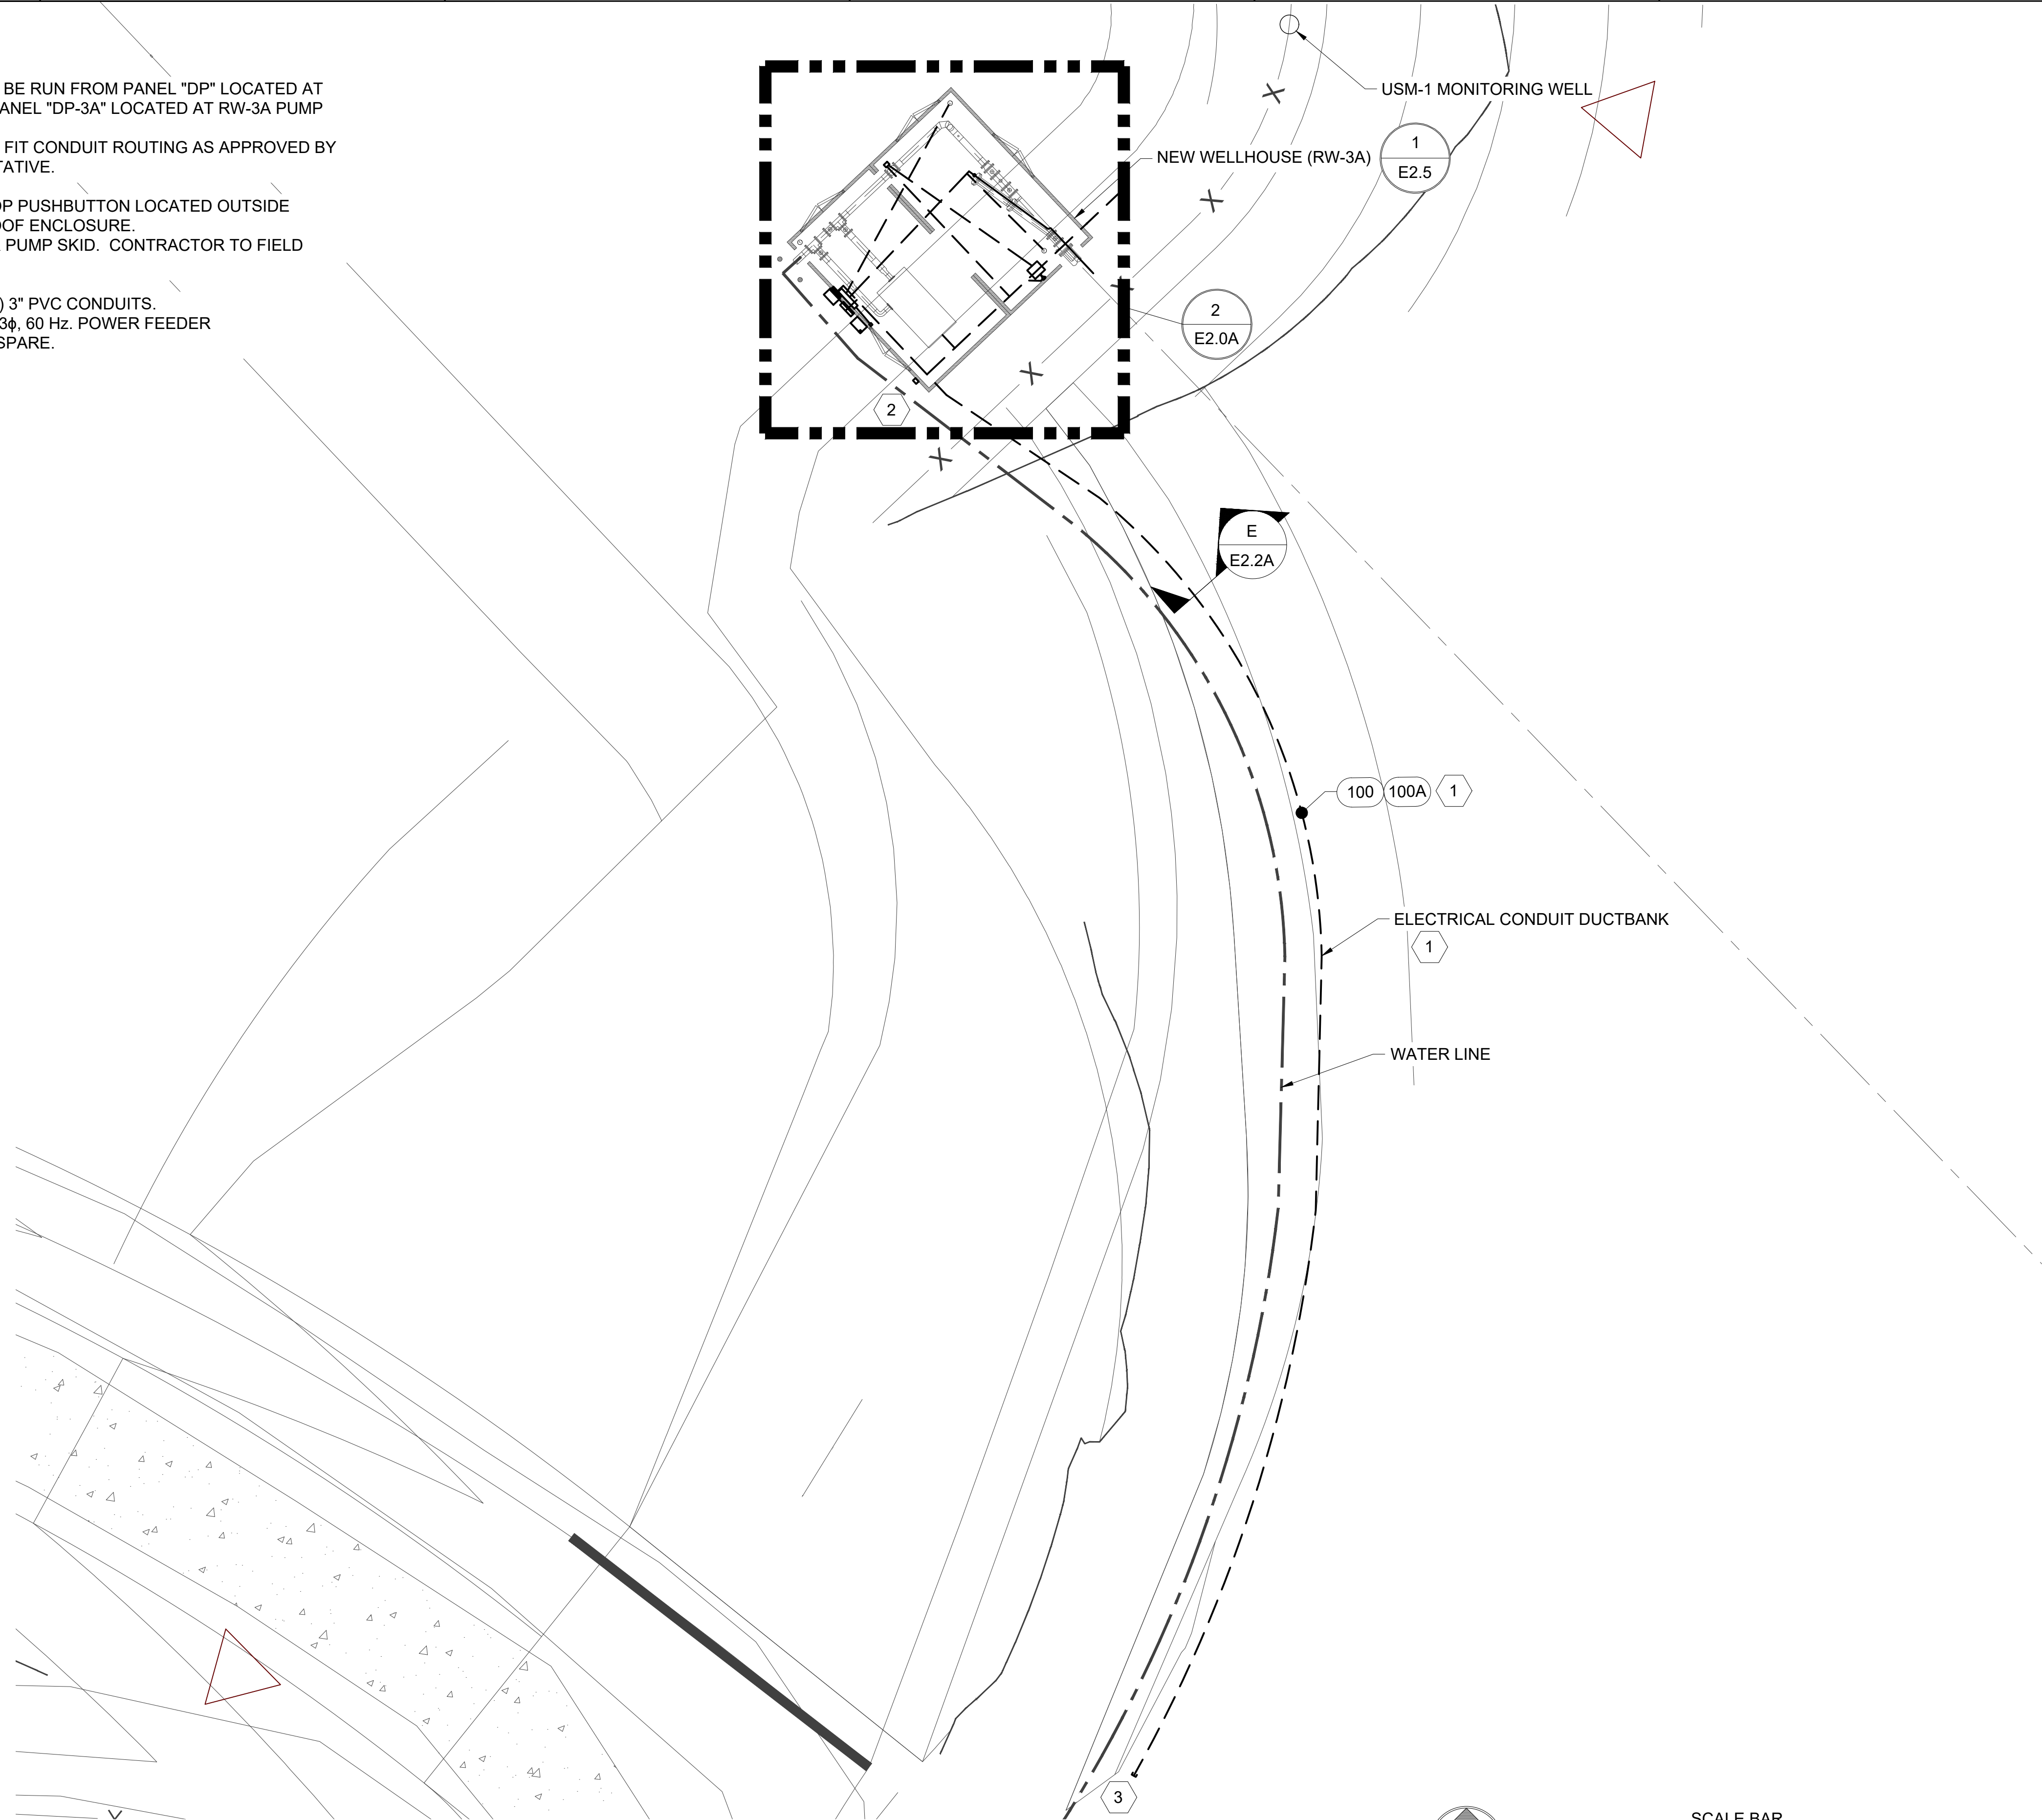 BE RUN FROM PANEL "DP" LOCATED AT
ANEL "DP-3A" LOCATED AT RW-3A PUMP
FIT CONDUIT ROUTING AS APPROVED BY
TATIVE.
OP PUSHBUTTON LOCATED OUTSIDE
OOF ENCLOSURE.
PUMP SKID. CONTRACTOR TO FIELD
) 3" PVC CONDUITS.
3ϕ, 60 Hz. POWER FEEDER
SPARE.
USM-1 MONITORING WELL
NEW WELLHOUSE (RW-3A)
1
E2.5
X
X
X
X
X
2
E2.0A
2
E
E2.2A
100
100A
1
ELECTRICAL CONDUIT DUCTBANK
1
WATER LINE
3
SCALE BAR